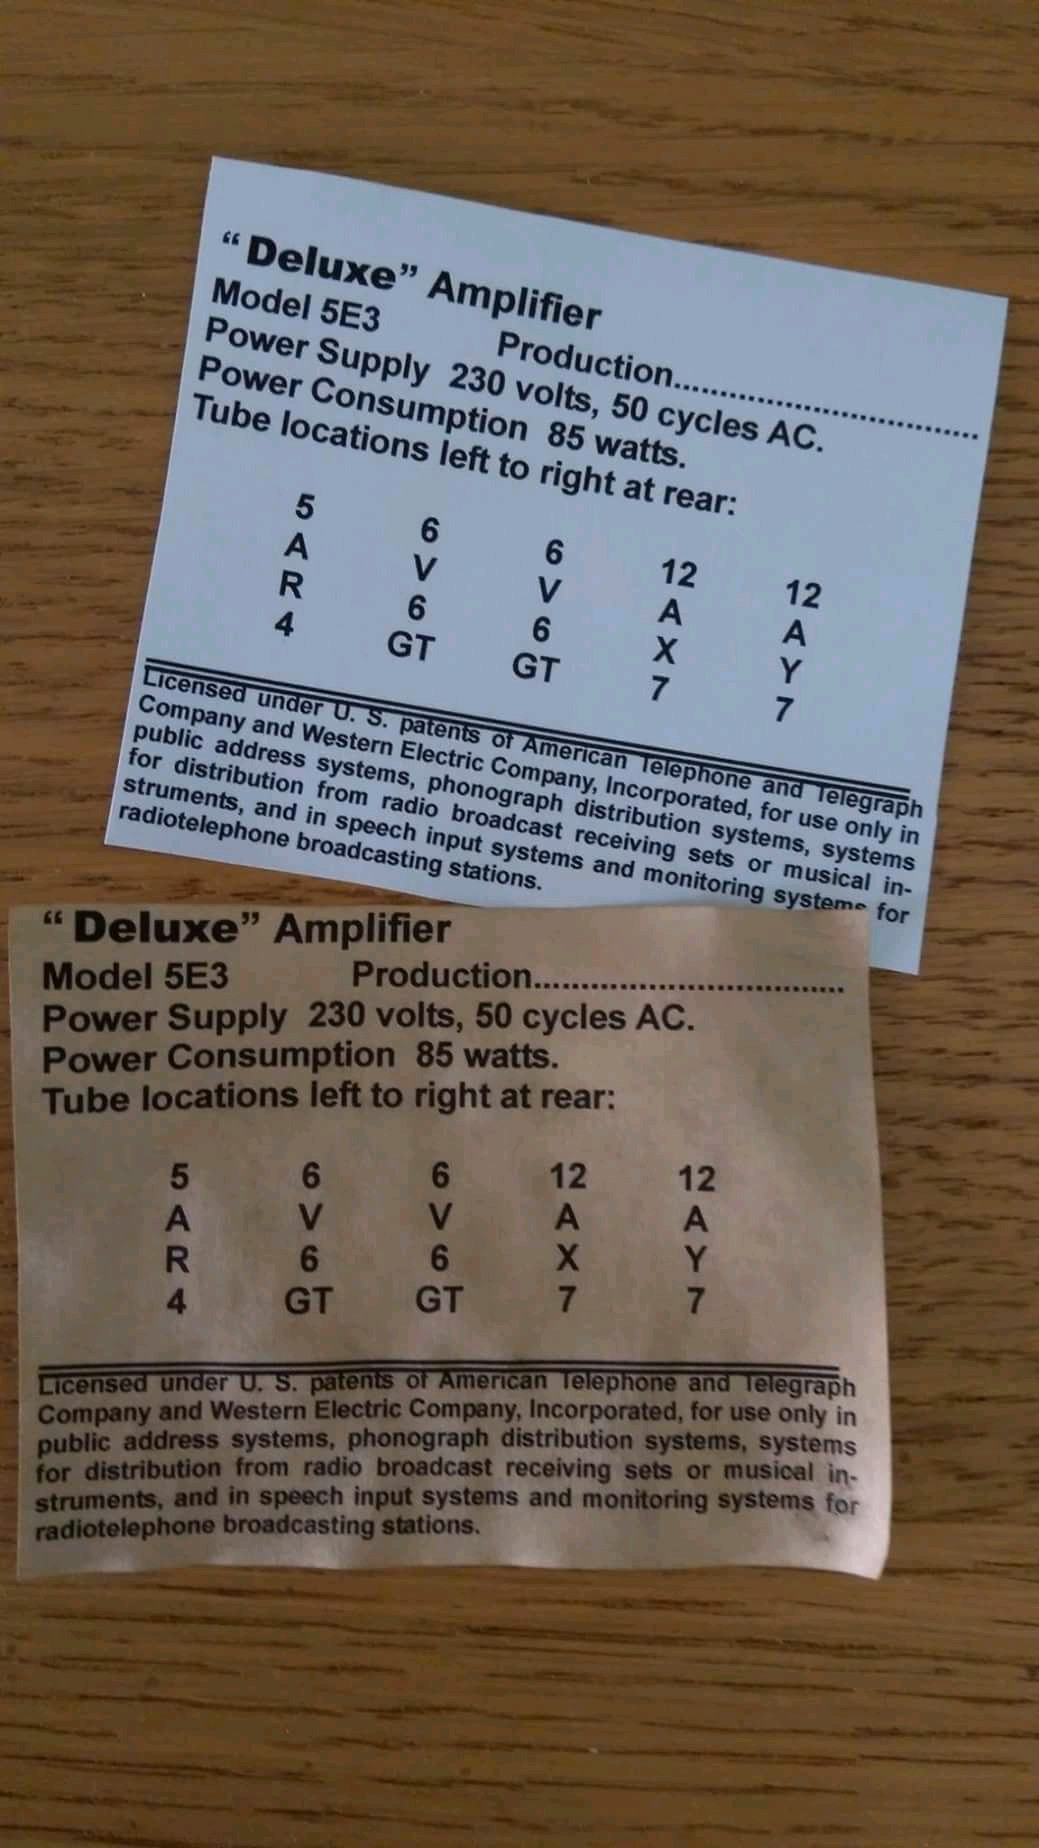 “Deluxe” Amplifier
Model 5E3 Production.................................
Power Supply 230 volts, 50 cycles AC.
Power Consumption 85 watts.
Tube locations left to right at rear:
5 6 6 12 12
A V V A A
R 6 6 X Y
4 GT GT 7 7
Licensed under U. S. patents of American Telephone and Telegraph
Company and Western Electric Company, Incorporated, for use only in
public address systems, phonograph distribution systems, systems
for distribution from radio broadcast receiving sets or musical in-
struments, and in speech input systems and monitoring systems for
radiotelephone broadcasting stations.
“Deluxe” Amplifier
Model 5E3 Production.................................
Power Supply 230 volts, 50 cycles AC.
Power Consumption 85 watts.
Tube locations left to right at rear:
5 6 6 12 12
A V V A A
R 6 6 X Y
4 GT GT 7 7
Licensed under U. S. patents of American Telephone and Telegraph
Company and Western Electric Company, Incorporated, for use only in
public address systems, phonograph distribution systems, systems
for distribution from radio broadcast receiving sets or musical in-
struments, and in speech input systems and monitoring systems for
radiotelephone broadcasting stations.